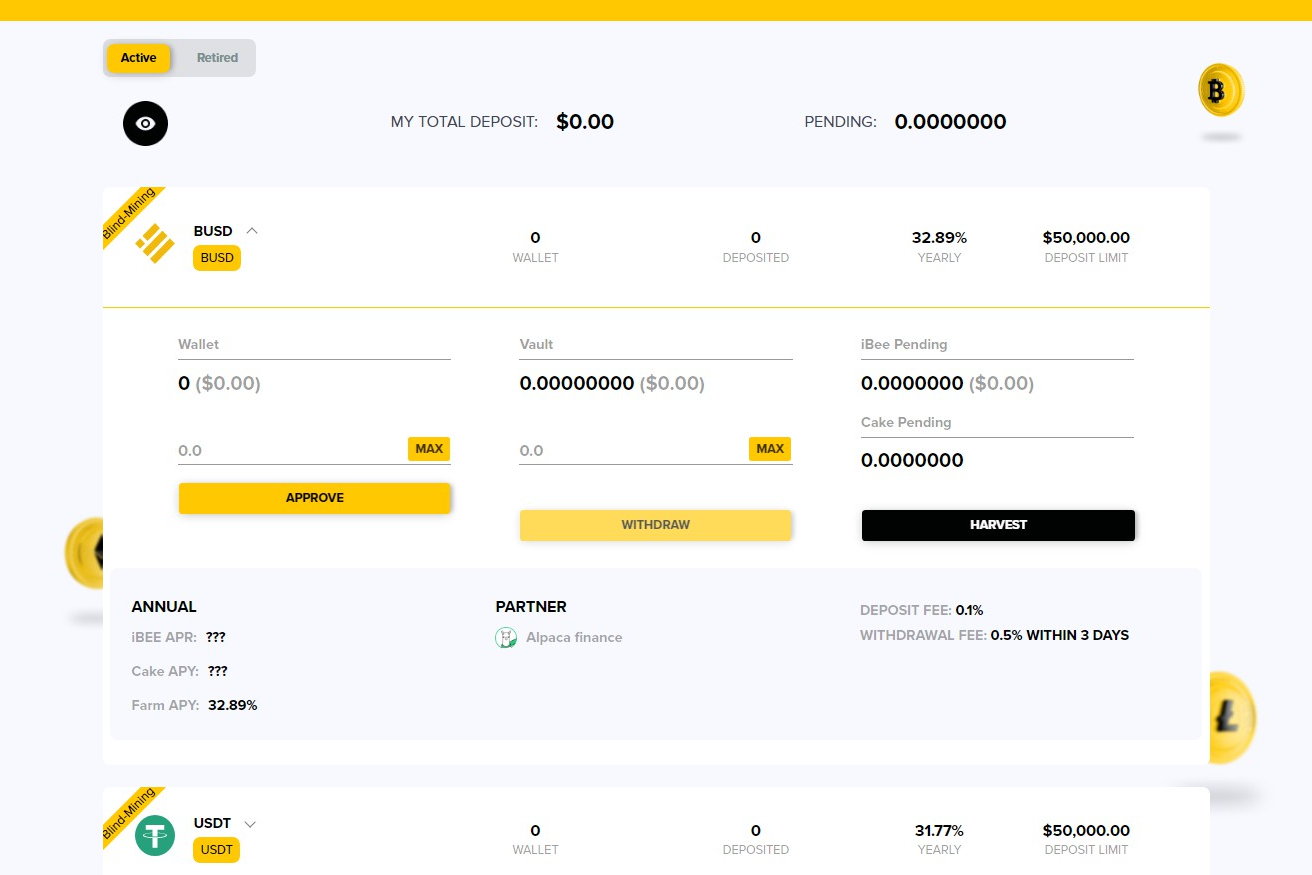 Active Retired
MY TOTAL DEPOSIT: $0.00 PENDING: 0.0000000
Blind-Mining
BUSD
BUSD
0 0 32.89% $50,000.00
WALLET DEPOSITED YEARLY DEPOSIT LIMIT
Wallet Vault iBee Pending
0 ($0.00) 0.00000000 ($0.00) 0.0000000 ($0.00)
Cake Pending
0.0 MAX 0.0 MAX
0.0000000
APPROVE
WITHDRAW HARVEST
ANNUAL PARTNER DEPOSIT FEE: 0.1%
iBEE APR: ??? Alpaca finance WITHDRAWAL FEE: 0.5% WITHIN 3 DAYS
Cake APY: ???
Farm APY: 32.89%
Blind-Mining
USDT
USDT
0 0 31.77% $50,000.00
WALLET DEPOSITED YEARLY DEPOSIT LIMIT